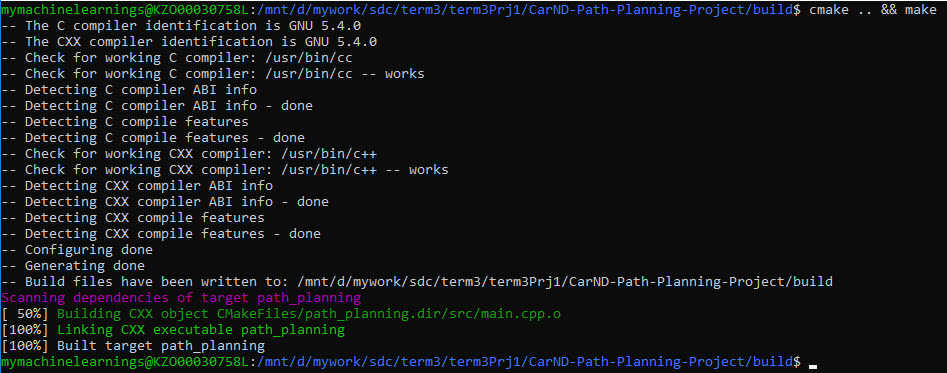 mymachinelearnings@KZO00030758L:/mnt/d/mywork/sdc/term3/term3Prj1/CarND-Path-Planning-Project/build$ cmake .. && make
-- The C compiler identification is GNU 5.4.0
-- The CXX compiler identification is GNU 5.4.0
-- Check for working C compiler: /usr/bin/cc
-- Check for working C compiler: /usr/bin/cc -- works
-- Detecting C compiler ABI info
-- Detecting C compiler ABI info - done
-- Detecting C compile features
-- Detecting C compile features - done
-- Check for working CXX compiler: /usr/bin/c++
-- Check for working CXX compiler: /usr/bin/c++ -- works
-- Detecting CXX compiler ABI info
-- Detecting CXX compiler ABI info - done
-- Detecting CXX compile features
-- Detecting CXX compile features - done
-- Configuring done
-- Generating done
-- Build files have been written to: /mnt/d/mywork/sdc/term3/term3Prj1/CarND-Path-Planning-Project/build
Scanning dependencies of target path_planning
[ 50%] Building CXX object CMakeFiles/path_planning.dir/src/main.cpp.o
[100%] Linking CXX executable path_planning
[100%] Built target path_planning
mymachinelearnings@KZO00030758L:/mnt/d/mywork/sdc/term3/term3Prj1/CarND-Path-Planning-Project/build$